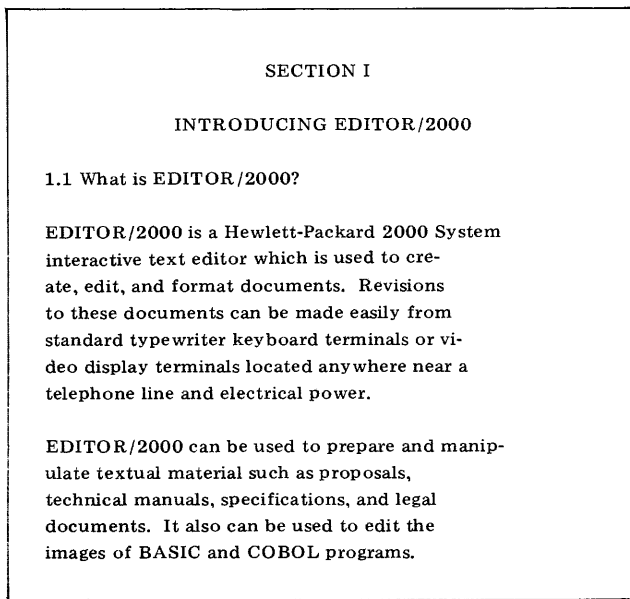 SECTION I
INTRODUCING EDITOR/2000
1.1 What is EDITOR/2000?
EDITOR/2000 is a Hewlett-Packard 2000 System
interactive text editor which is used to cre-
ate, edit, and format documents. Revisions
to these documents can be made easily from
standard typewriter keyboard terminals or vi-
deo display terminals located anywhere near a
telephone line and electrical power.
EDITOR/2000 can be used to prepare and manip-
ulate textual material such as proposals,
technical manuals, specifications, and legal
documents. It also can be used to edit the
images of BASIC and COBOL programs.